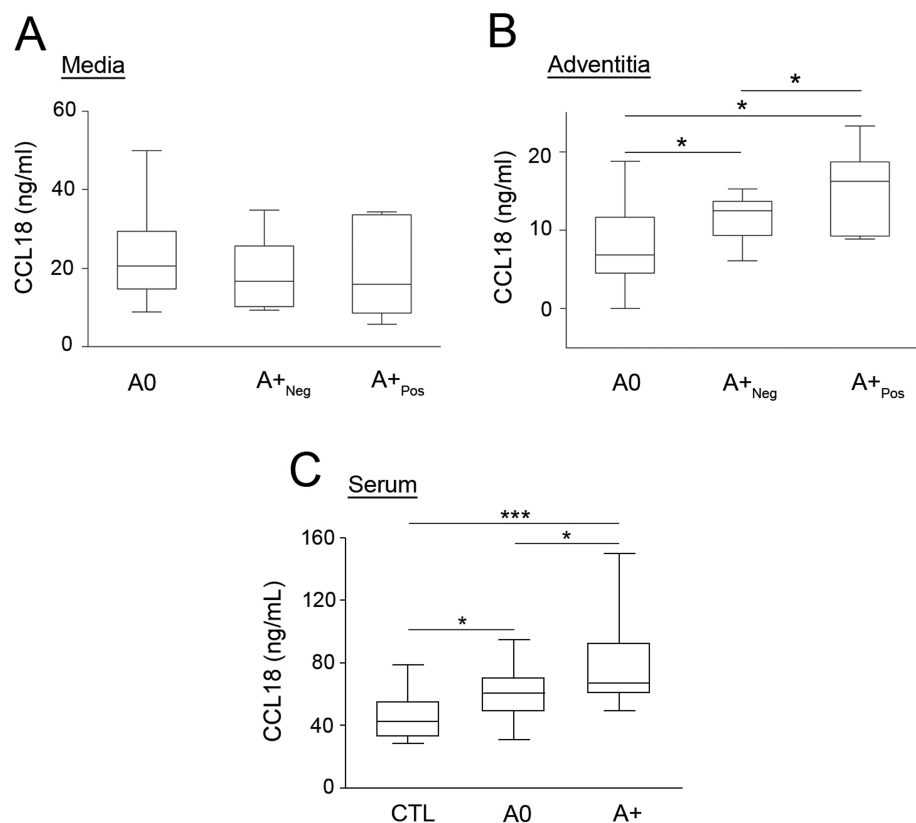 A
Media
CCL18 (ng/ml)
60
40
20
0
A0
A+Neg
A+Pos
B
Adventitia
*
*
*
CCL18 (ng/ml)
20
10
0
A0
A+Neg
A+Pos
C
Serum
***
*
*
CCL18 (ng/mL)
160
120
80
40
0
CTL
A0
A+